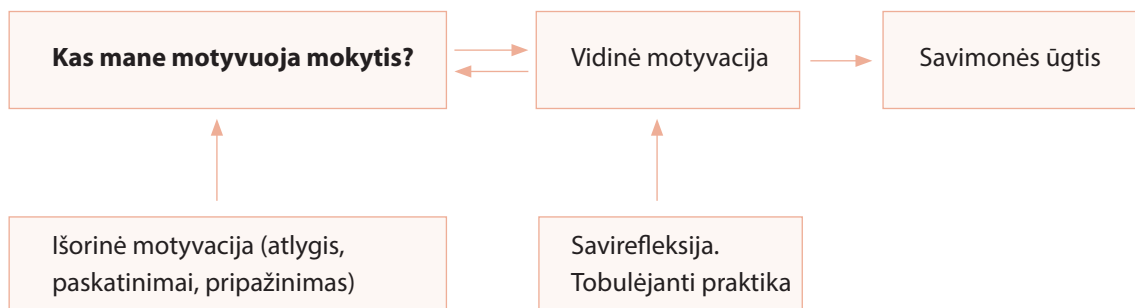 Kas mane motyvuoja mokytis?
Vidinė motyvacija
Savimonės ūgtis
Išorinė motyvacija (atlygis,
paskatinimai, pripažinimas)
Savirefleksija.
Tobulėjanti praktika